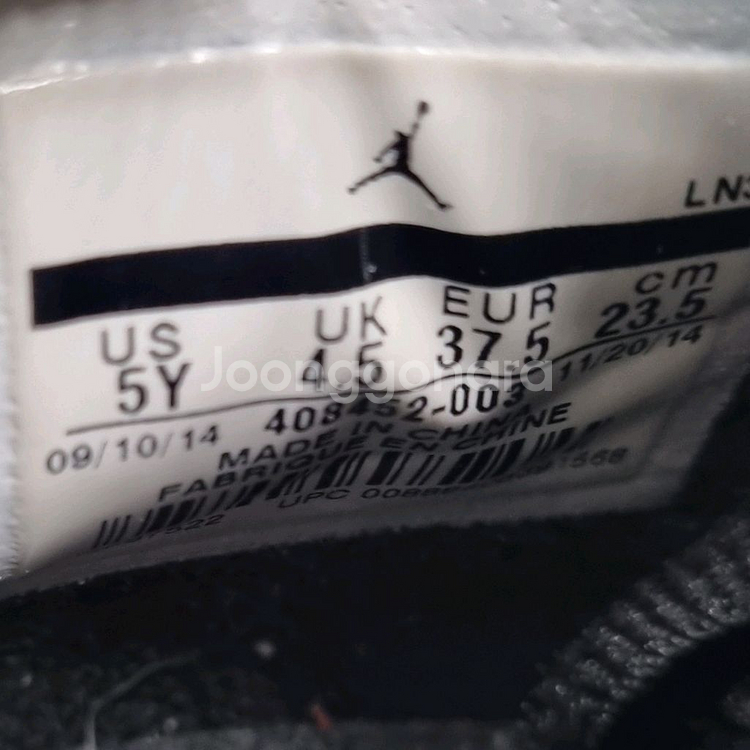 LN3
US UK EUR cm
5Y 4.5 37.5 23.5
Joonggonara
09/10/14 408452-003 11/20/14
MADE IN CHINA
FABRIQUE EN CHINE
UPC